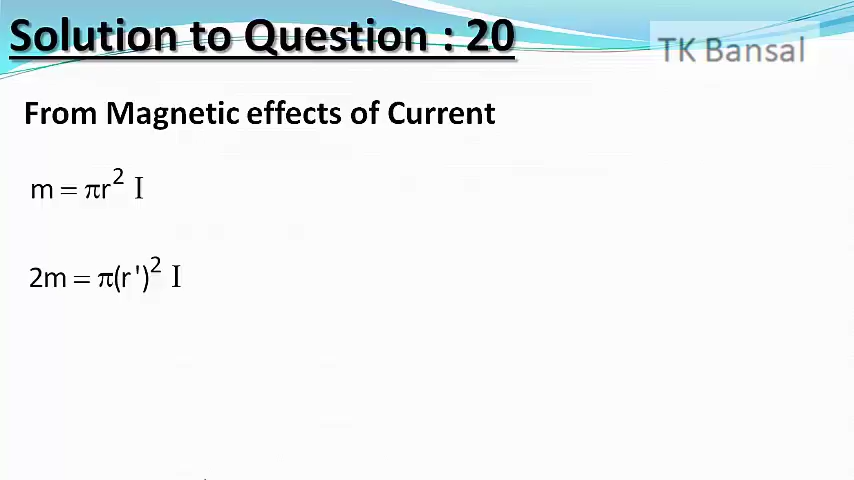 Solution to Question : 20
TK Bansal
From Magnetic effects of Current
m = πr² I
2m = π(r')² I